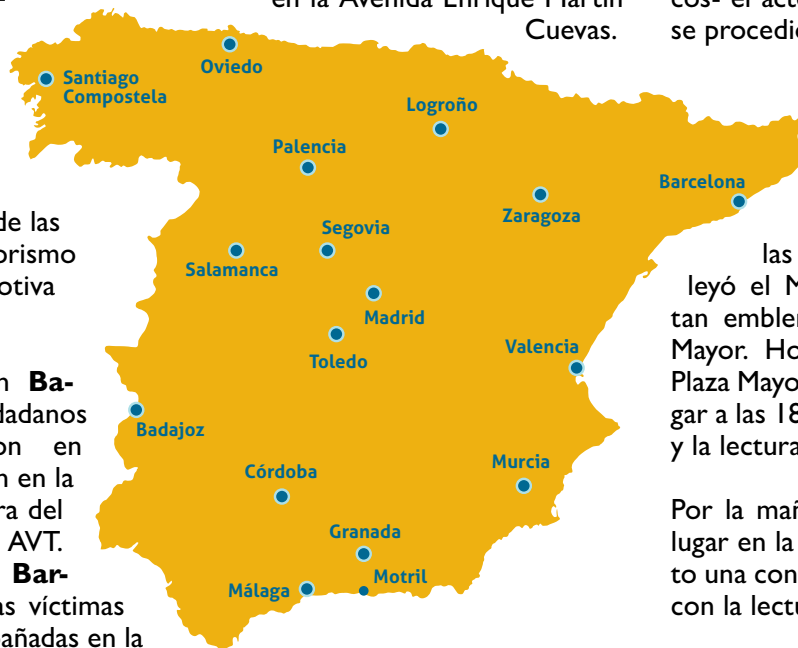 en la Avenida Enrique Martín
Cuevas.
se procedió
Santiago
Compostela
Oviedo
Logroño
Palencia
Barcelona
Zaragoza
Segovia
Salamanca
Madrid
Toledo
Valencia
Badajoz
Córdoba
Murcia
Granada
Motril
Málaga
de las
orismo
otiva
n Ba-
dadanos
on en
n en la
ra del
AVT.
Bar-
as víctimas
pañadas en la
las
leyó el M
tan emblem
Mayor. Ho
Plaza Mayo
gar a las 18
y la lectura
Por la mañ
lugar en la
to una con
con la lectu